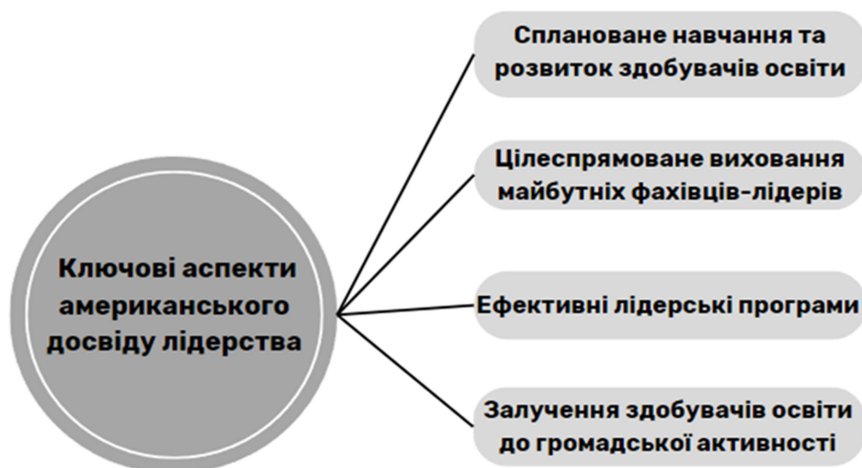 Сплановане навчання та
розвиток здобувачів освіти
Цілеспрямоване виховання
майбутніх фахівців-лідерів
Ключові аспекти
американського
досвіду лідерства
Ефективні лідерські програми
Залучення здобувачів освіти
до громадської активності